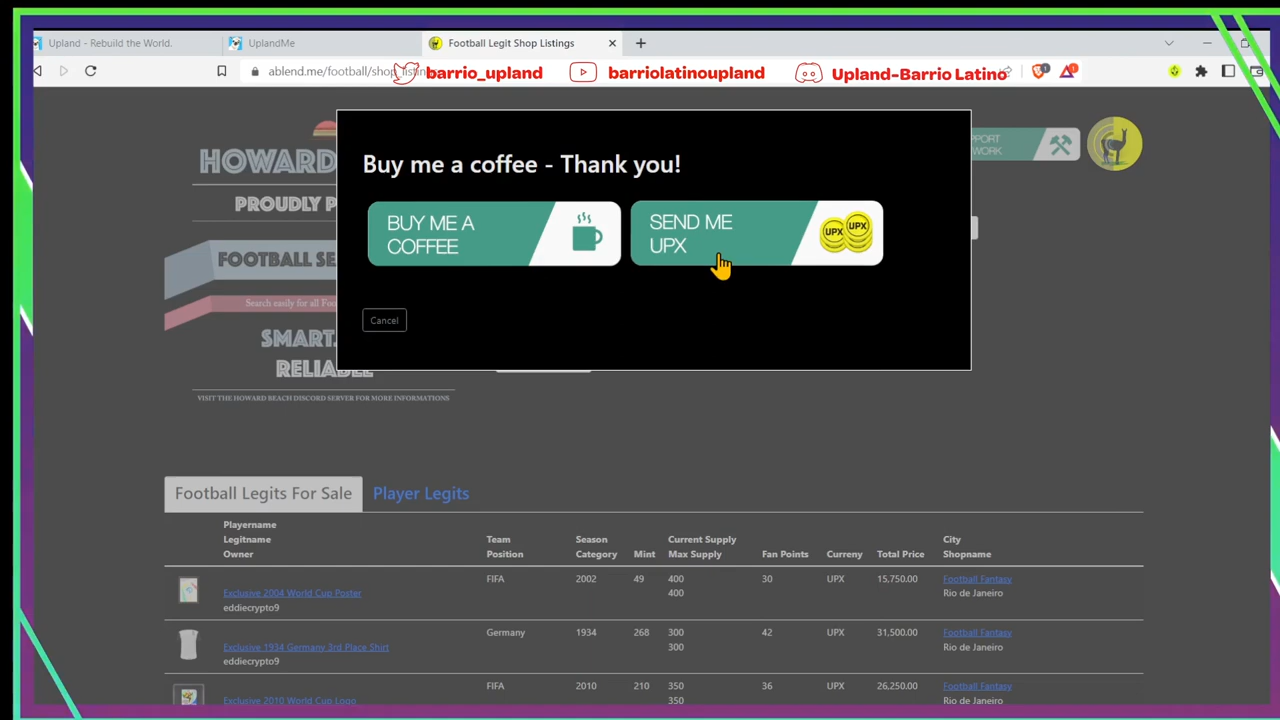 Upland - Rebuild the World.
UplandMe
Football Legit Shop Listings
ablend.me/football/shop_listin
barrio_upland
barriolatinoupland
Upland-Barrio Latino
HOWARD
PROUDLY P
FOOTBALL SE
Search easily for all Foo
SMART.
RELIABLE
VISIT THE HOWARD BEACH DISCORD SERVER FOR MORE INFORMATIONS
PPORT
WORK
Buy me a coffee - Thank you!
BUY ME A
COFFEE
SEND ME
UPX
UPX UPX
Cancel
Football Legits For Sale
Player Legits
Playername
Legitname
Owner
Team
Position
Season
Category
Mint
Current Supply
Max Supply
Fan Points
Curreny
Total Price
City
Shopname
Exclusive 2004 World Cup Poster
eddiecrypto9
FIFA
2002
49
400
400
30
UPX
15,750.00
Football Fantasy
Rio de Janeiro
Exclusive 1934 Germany 3rd Place Shirt
eddiecrypto9
Germany
1934
268
300
300
42
UPX
31,500.00
Football Fantasy
Rio de Janeiro
Exclusive 2010 World Cup Logo
FIFA
2010
210
350
350
36
UPX
26,250.00
Football Fantasy
Rio de Janeiro